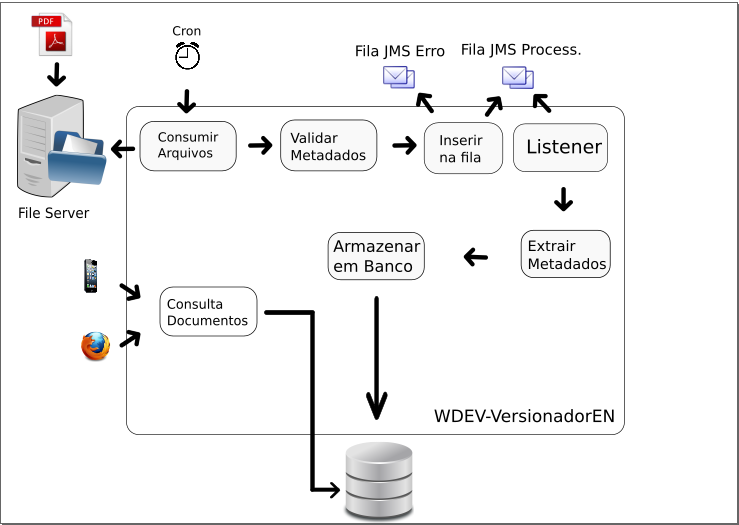 PDF
Cron
Fila JMS Erro
Fila JMS Process.
Consumir
Arquivos
Validar
Metadados
Inserir
na fila
Listener
File Server
Extrair
Metadados
Armazenar
em Banco
Consulta
Documentos
WDEV-VersionadorEN